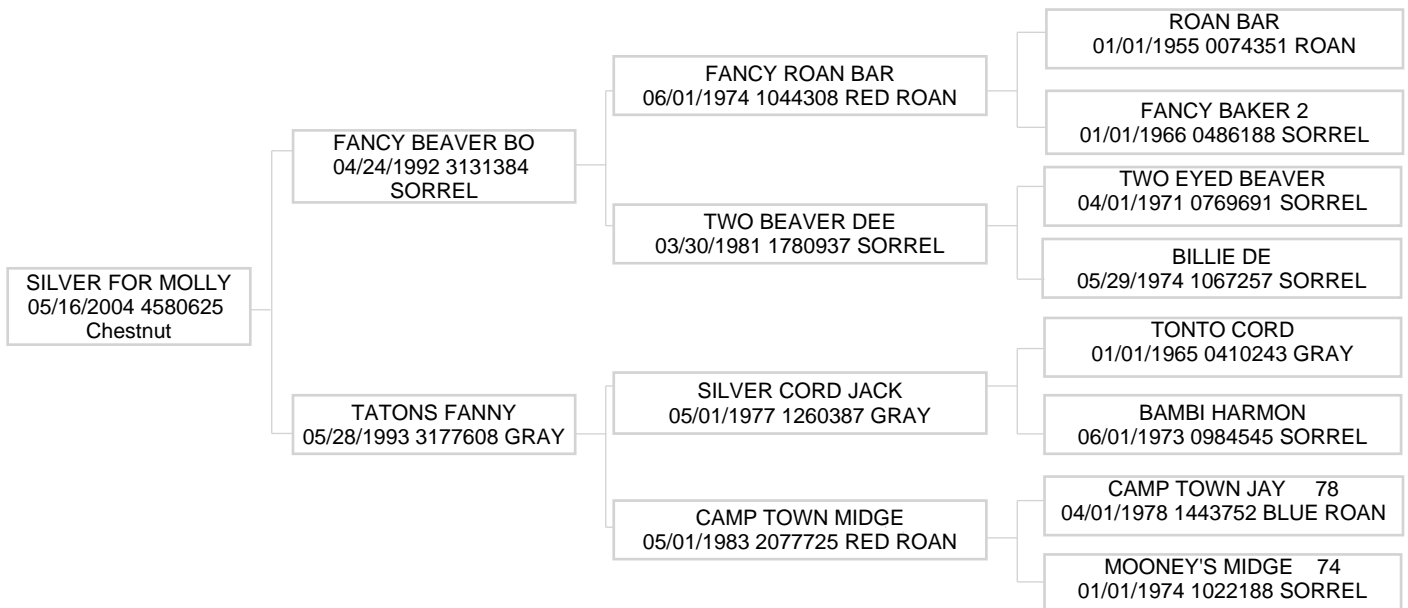 ROAN BAR
01/01/1955 0074351 ROAN
FANCY ROAN BAR
06/01/1974 1044308 RED ROAN
FANCY BAKER 2
01/01/1966 0486188 SORREL
FANCY BEAVER BO
04/24/1992 3131384
SORREL
TWO EYED BEAVER
04/01/1971 0769691 SORREL
TWO BEAVER DEE
03/30/1981 1780937 SORREL
BILLIE DE
05/29/1974 1067257 SORREL
SILVER FOR MOLLY
05/16/2004 4580625
Chestnut
TONTO CORD
01/01/1965 0410243 GRAY
SILVER CORD JACK
05/01/1977 1260387 GRAY
BAMBI HARMON
06/01/1973 0984545 SORREL
TATONS FANNY
05/28/1993 3177608 GRAY
CAMP TOWN JAY 78
04/01/1978 1443752 BLUE ROAN
CAMP TOWN MIDGE
05/01/1983 2077725 RED ROAN
MOONEY'S MIDGE 74
01/01/1974 1022188 SORREL